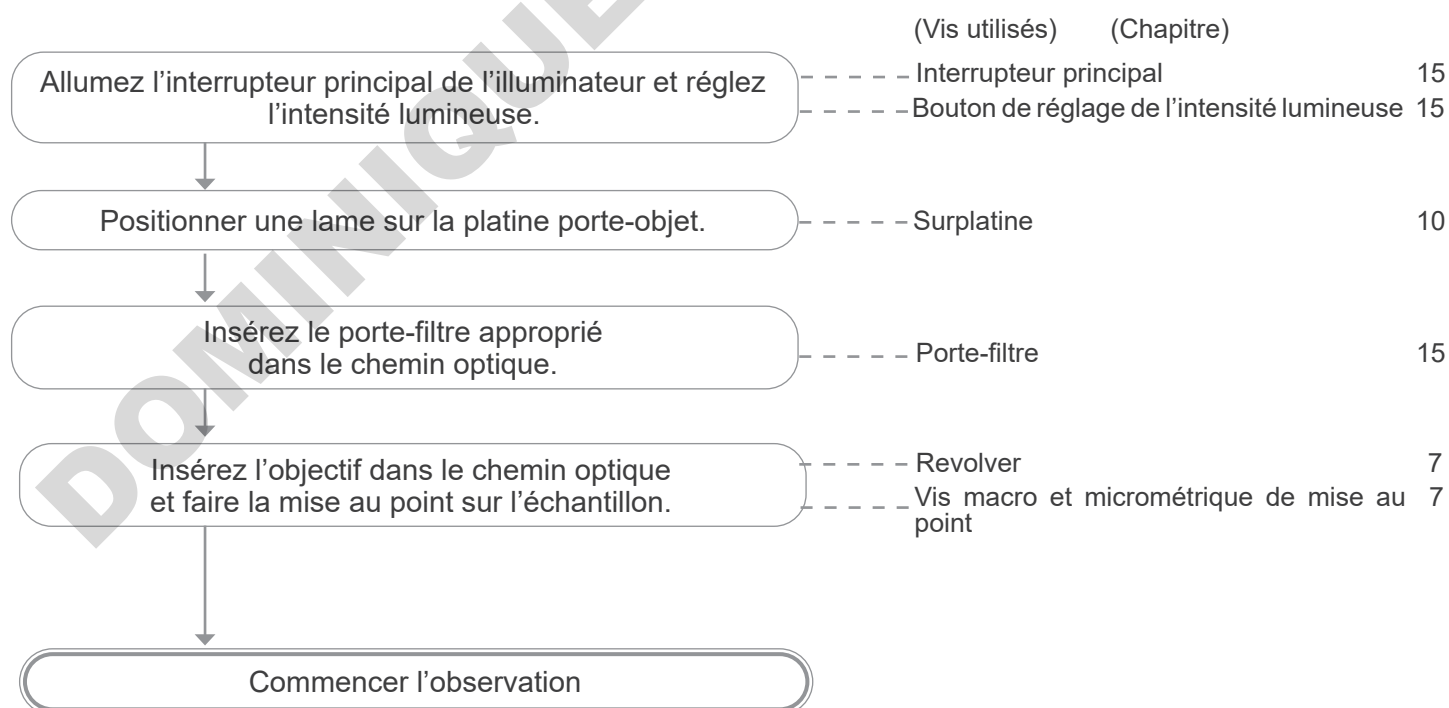 (Vis utilisés) (Chapitre)
Allumez l’interrupteur principal de l’illuminateur et réglez
l’intensité lumineuse.
Interrupteur principal 15
Bouton de réglage de l’intensité lumineuse 15
Positionner une lame sur la platine porte-objet.
Surplatine 10
Insérez le porte-filtre approprié
dans le chemin optique.
Porte-filtre 15
Insérez l’objectif dans le chemin optique
et faire la mise au point sur l’échantillon.
Revolver 7
Vis macro et micrométrique de mise au 7
point
Commencer l’observation
DOMINIQUE